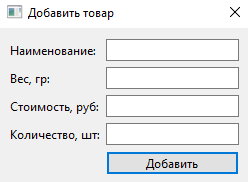 Добавить товар
Наименование:
Вес, гр:
Стоимость, руб:
Количество, шт:
Добавить